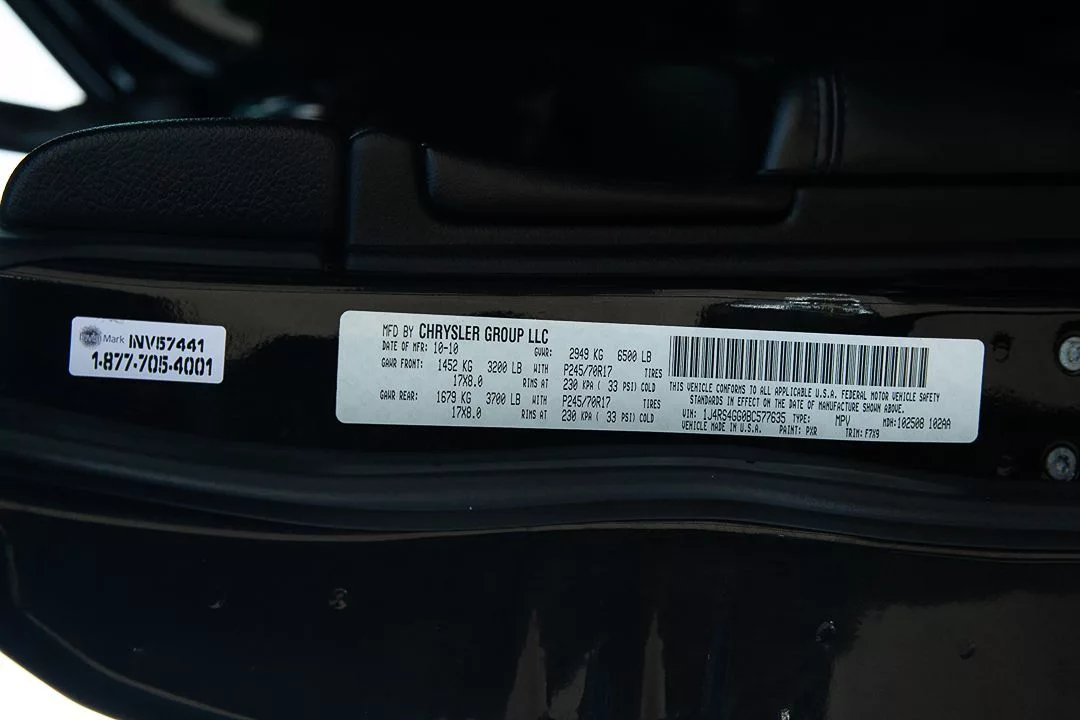 Mark INV57441
1-877-705-4001
MFD BY CHRYSLER GROUP LLC
DATE OF MFR: 10-10 GVWR: 2949 KG 6500 LB
GAWR FRONT: 1452 KG 3200 LB WITH P245/70R17 TIRES
17X8.0 RIMS AT 230 KPA ( 33 PSI) COLD
GAWR REAR: 1679 KG 3700 LB WITH P245/70R17 TIRES
17X8.0 RIMS AT 230 KPA ( 33 PSI) COLD
THIS VEHICLE CONFORMS TO ALL APPLICABLE U.S.A. FEDERAL MOTOR VEHICLE SAFETY
STANDARDS IN EFFECT ON THE DATE OF MANUFACTURE SHOWN ABOVE.
VIN: 1J4RS4GG0BC577635 TYPE: MPV MDH: 102508 102AA
VEHICLE MADE IN U.S.A. PAINT: PXR TRIM: F7X9